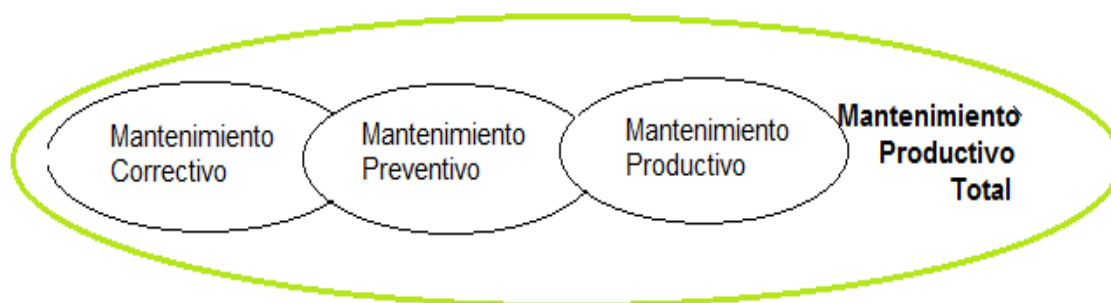 Mantenimiento
Correctivo
Mantenimiento
Preventivo
Mantenimiento
Productivo
Mantenimiento
Productivo
Total